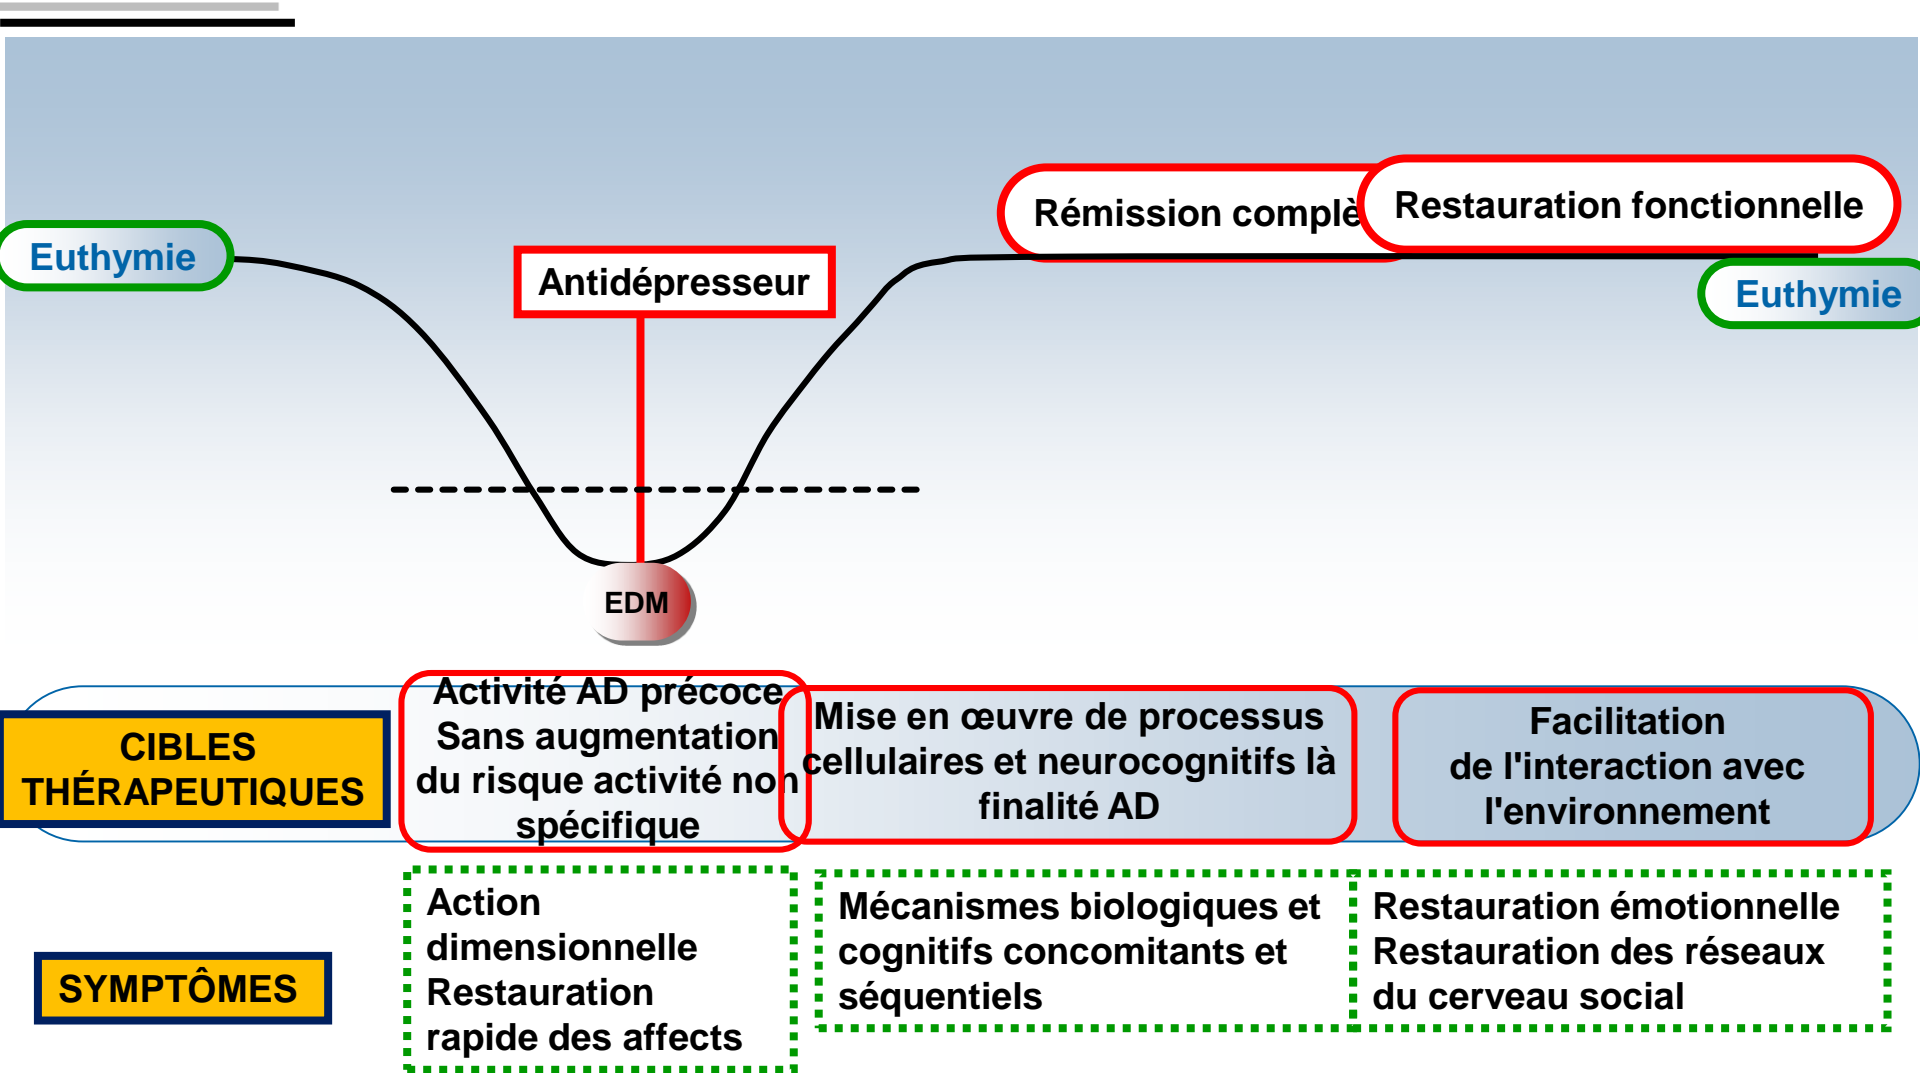 Rémission complè
Restauration fonctionnelle
Euthymie
Antidépresseur
Euthymie
EDM
CIBLES
THÉRAPEUTIQUES
Activité AD précoce
Sans augmentation
du risque activité non
spécifique
Mise en œuvre de processus
cellulaires et neurocognitifs là
finalité AD
Facilitation
de l'interaction avec
l'environnement
SYMPTÔMES
Action
dimensionnelle
Restauration
rapide des affects
Mécanismes biologiques et
cognitifs concomitants et
séquentiels
Restauration émotionnelle
Restauration des réseaux
du cerveau social